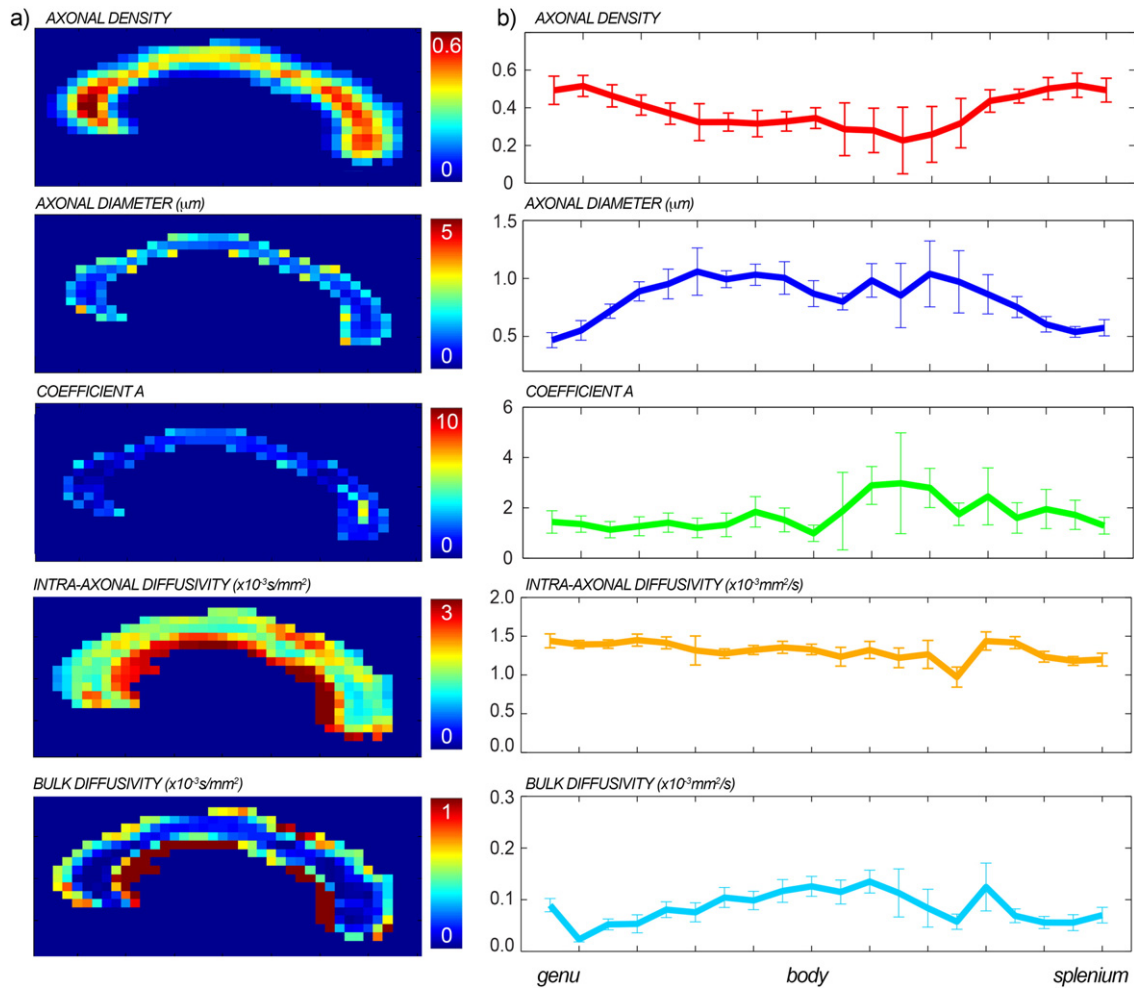 a)
AXONAL DENSITY
0.6
0
AXONAL DIAMETER (μm)
5
0
COEFFICIENT A
10
0
INTRA-AXONAL DIFFUSIVITY (x10-3s/mm2)
3
0
BULK DIFFUSIVITY (x10-3s/mm2)
1
0
b)
AXONAL DENSITY
0.6
0.4
0.2
0
AXONAL DIAMETER (μm)
1.5
1.0
0.5
COEFFICIENT A
6
4
2
0
INTRA-AXONAL DIFFUSIVITY (x10-3mm2/s)
2.0
1.5
1.0
0.5
0.0
BULK DIFFUSIVITY (x10-3mm2/s)
0.3
0.2
0.1
0.0
genu body splenium